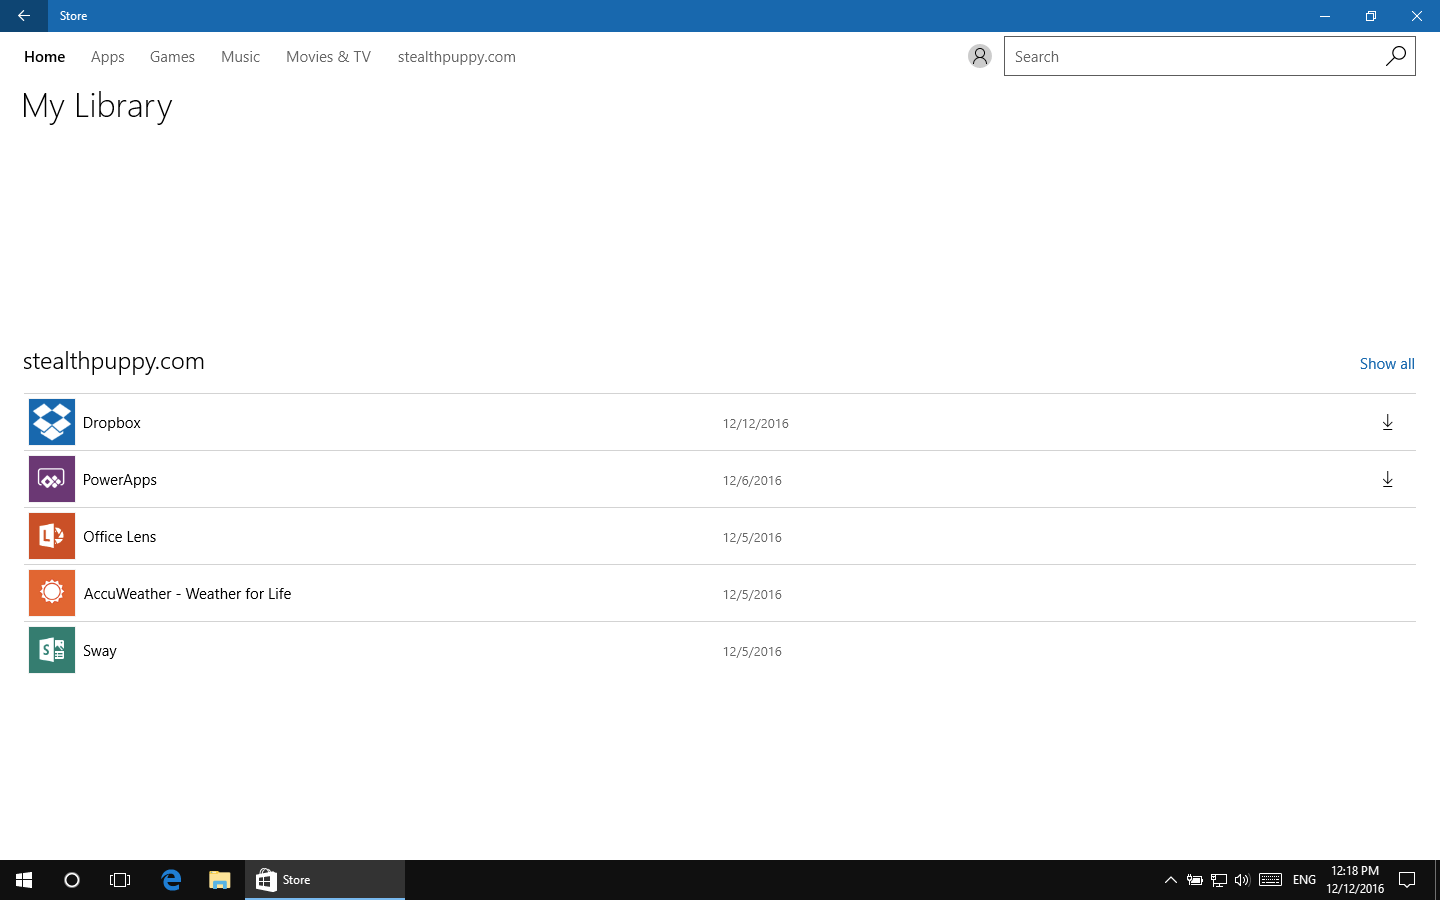 Store
Home Apps Games Music Movies & TV stealthpuppy.com Search
My Library
stealthpuppy.com Show all
Dropbox 12/12/2016
PowerApps 12/6/2016
L Office Lens 12/5/2016
AccuWeather - Weather for Life 12/5/2016
S Sway 12/5/2016
Store ENG 12:18 PM
12/12/2016